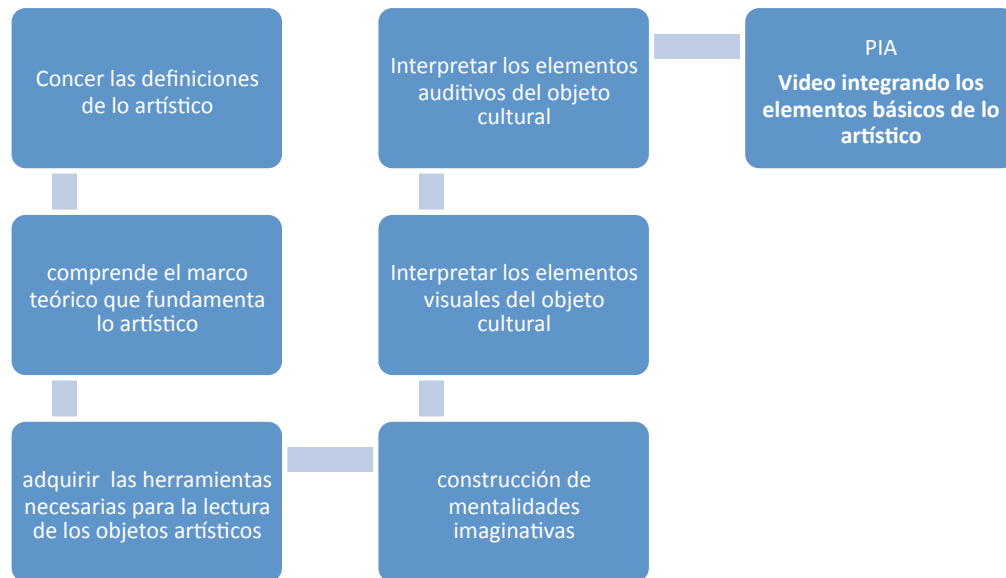 Concer las definiciones
de lo artístico
comprende el marco
teórico que fundamenta
lo artístico
adquirir las herramientas
necesarias para la lectura
de los objetos artísticos
construcción de
mentalidades
imaginativas
Interpretar los elementos
visuales del objeto
cultural
Interpretar los elementos
auditivos del objeto
cultural
PIA
Video integrando los
elementos básicos de lo
artístico